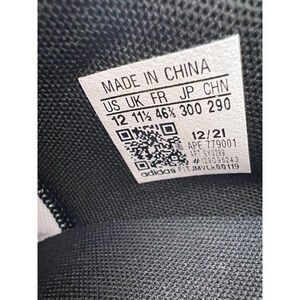 MADE IN CHINA
US UK FR JP CHN
12 11½ 46⅔ 300 290
12/21
APE 779001
adidas